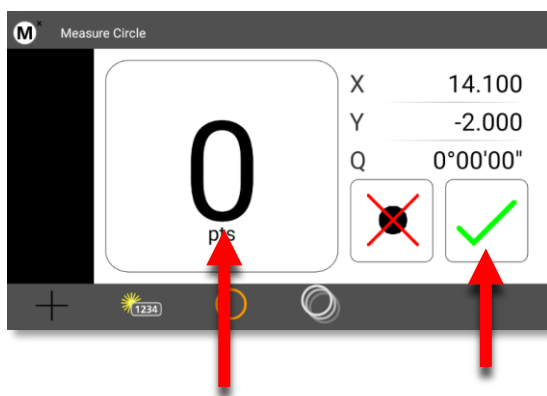 M× Measure Circle
0
pts
X 14.100
Y -2.000
Q 0°00'00"
1234